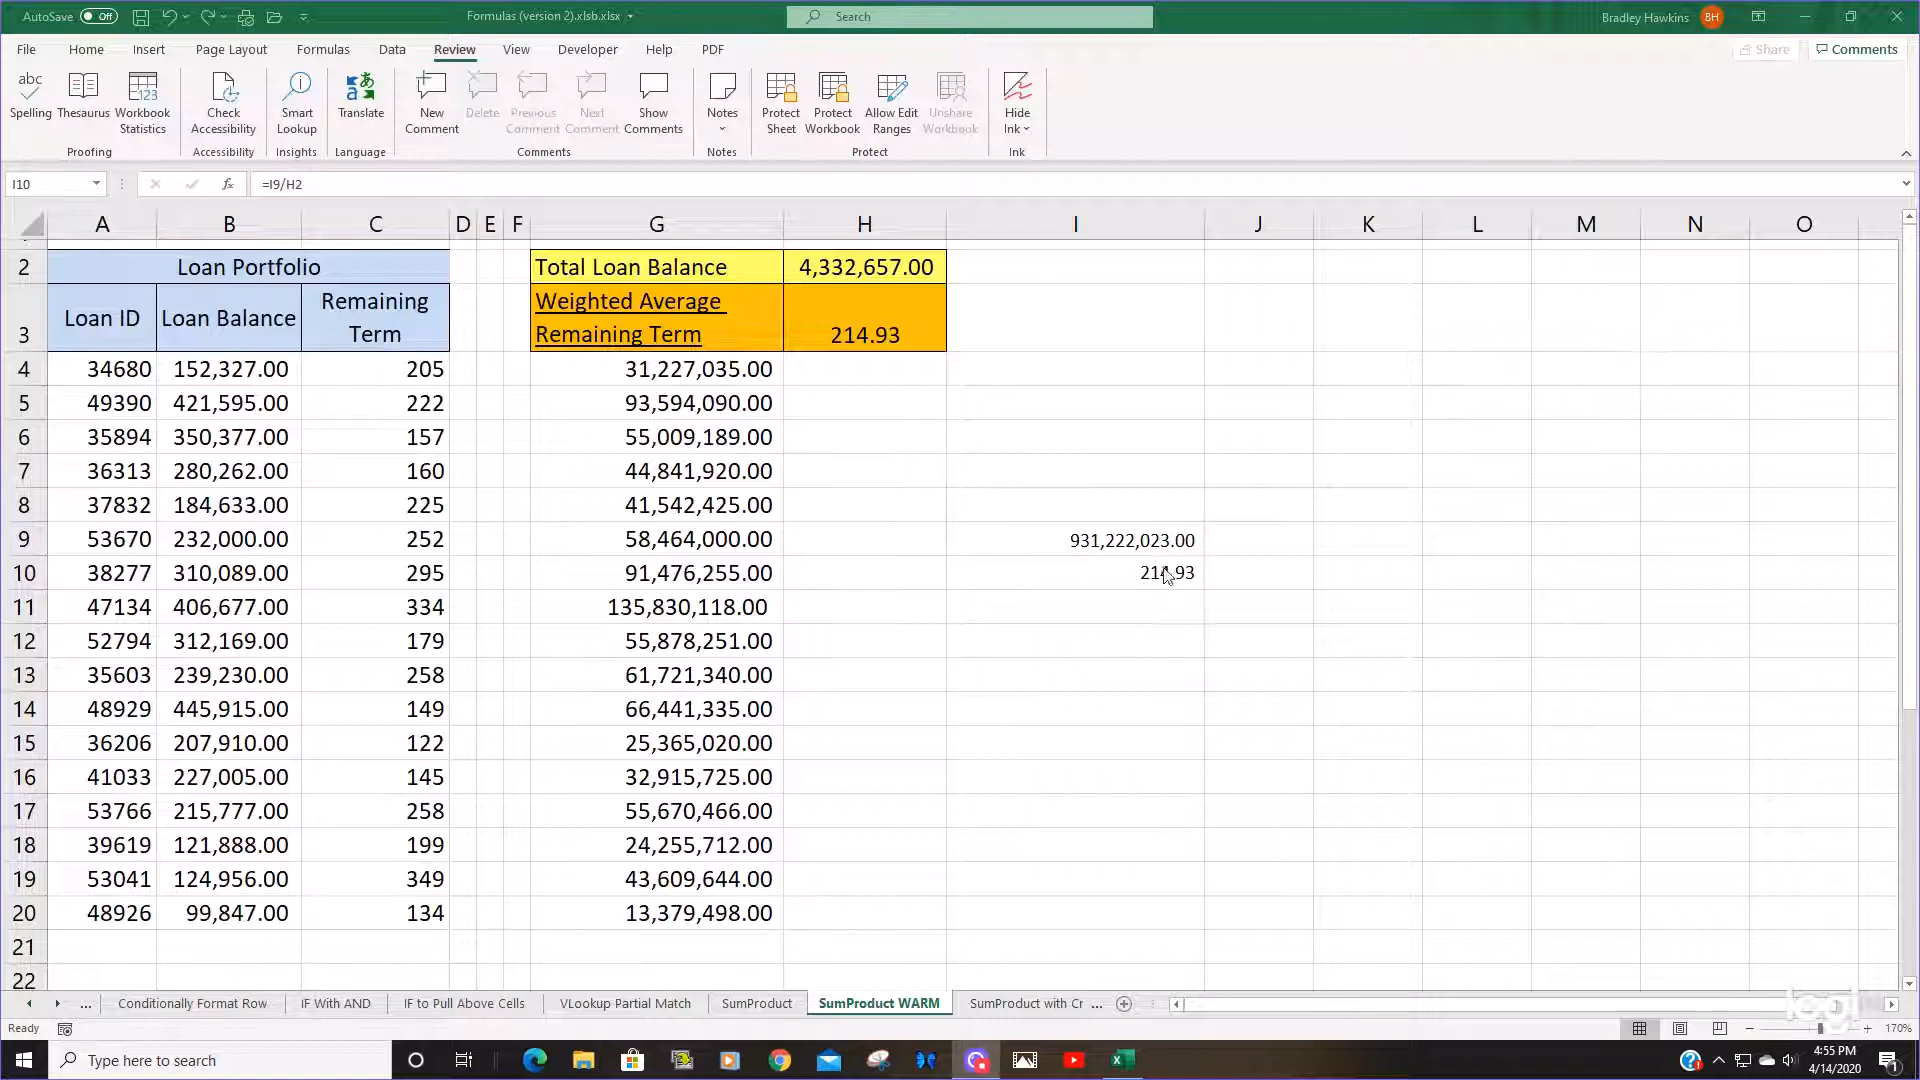 AutoSave Off Formulas (version 2).xlsb.xlsx Search Bradley Hawkins BH
File Home Insert Page Layout Formulas Data Review View Developer Help PDF Share Comments
abc 123
Spelling Thesaurus Workbook Statistics Check Accessibility Smart Lookup Translate New Comment Delete Previous Comment Next Comment Show Comments Notes Protect Sheet Protect Workbook Allow Edit Ranges Unshare Workbook Hide Ink
Proofing Accessibility Insights Language Comments Notes Protect Ink
I10 fx =I9/H2
A B C D E F G H I J K L M N O
2 Loan Portfolio Total Loan Balance 4,332,657.00
3 Loan ID Loan Balance Remaining Term Weighted Average Remaining Term 214.93
4 34680 152,327.00 205 31,227,035.00
5 49390 421,595.00 222 93,594,090.00
6 35894 350,377.00 157 55,009,189.00
7 36313 280,262.00 160 44,841,920.00
8 37832 184,633.00 225 41,542,425.00
9 53670 232,000.00 252 58,464,000.00 931,222,023.00
10 38277 310,089.00 295 91,476,255.00 214.93
11 47134 406,677.00 334 135,830,118.00
12 52794 312,169.00 179 55,878,251.00
13 35603 239,230.00 258 61,721,340.00
14 48929 445,915.00 149 66,441,335.00
15 36206 207,910.00 122 25,365,020.00
16 41033 227,005.00 145 32,915,725.00
17 53766 215,777.00 258 55,670,466.00
18 39619 121,888.00 199 24,255,712.00
19 53041 124,956.00 349 43,609,644.00
20 48926 99,847.00 134 13,379,498.00
21
22
... Conditionally Format Row IF With AND IF to Pull Above Cells VLookup Partial Match SumProduct SumProduct WARM SumProduct with Cr ...
Ready 170%
Type here to search 4:55 PM
4/14/2020 1